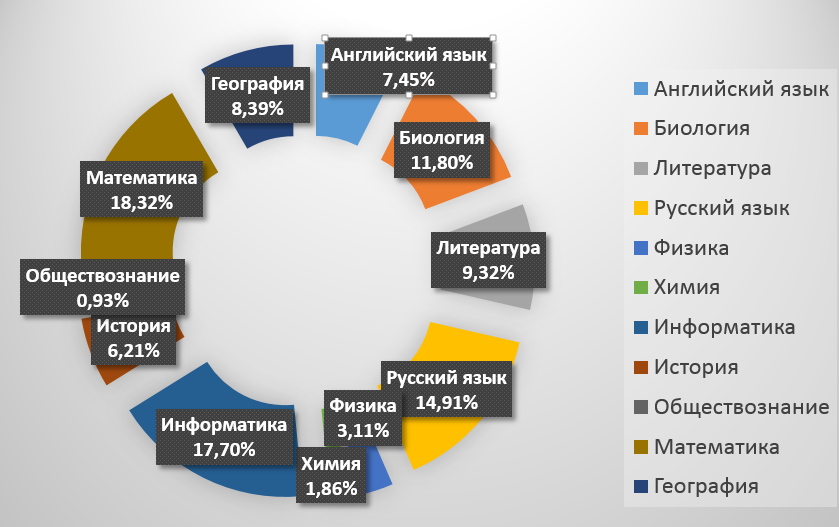 Английский язык
7,45%
География
8,39%
Биология
11,80%
Математика
18,32%
Литература
9,32%
Обществознание
0,93%
История
6,21%
Русский язык
14,91%
Физика
3,11%
Информатика
17,70%
Химия
1,86%
Английский язык
Биология
Литература
Русский язык
Физика
Химия
Информатика
История
Обществознание
Математика
География